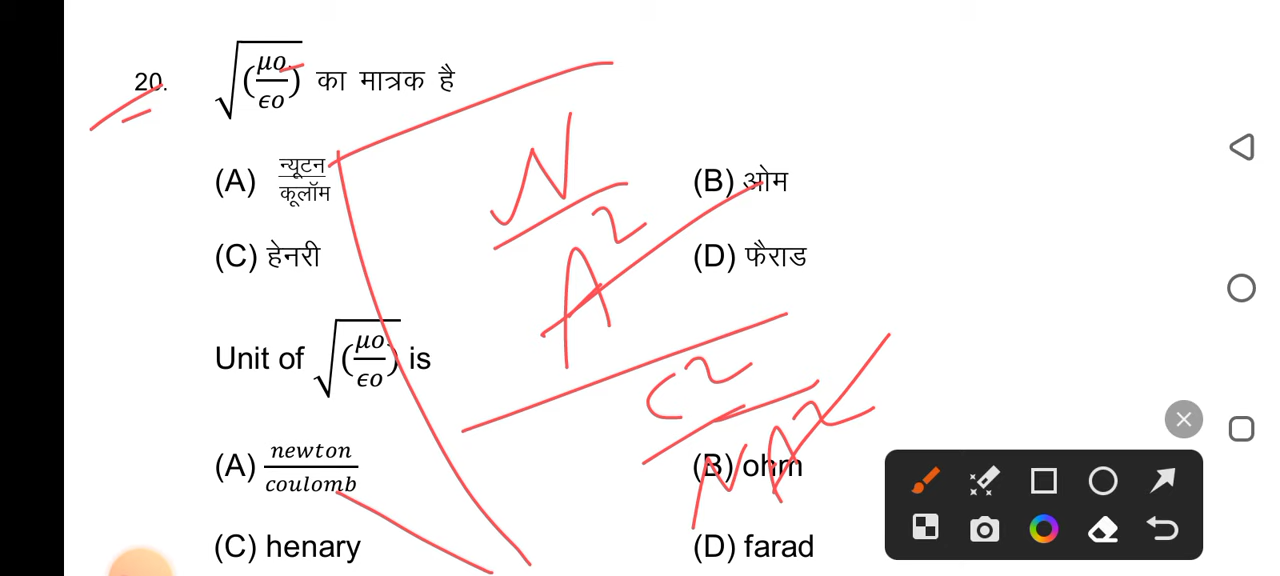 20. √(μo/ϵo) का मात्रक है
(A) न्यूटन/कूलॉम (B) ओम
(C) हेनरी (D) फैराड
Unit of √(μo/ϵo) is
(A) newton/coulomb (B) ohm
(C) henary (D) farad
N
A²
C²
N A²